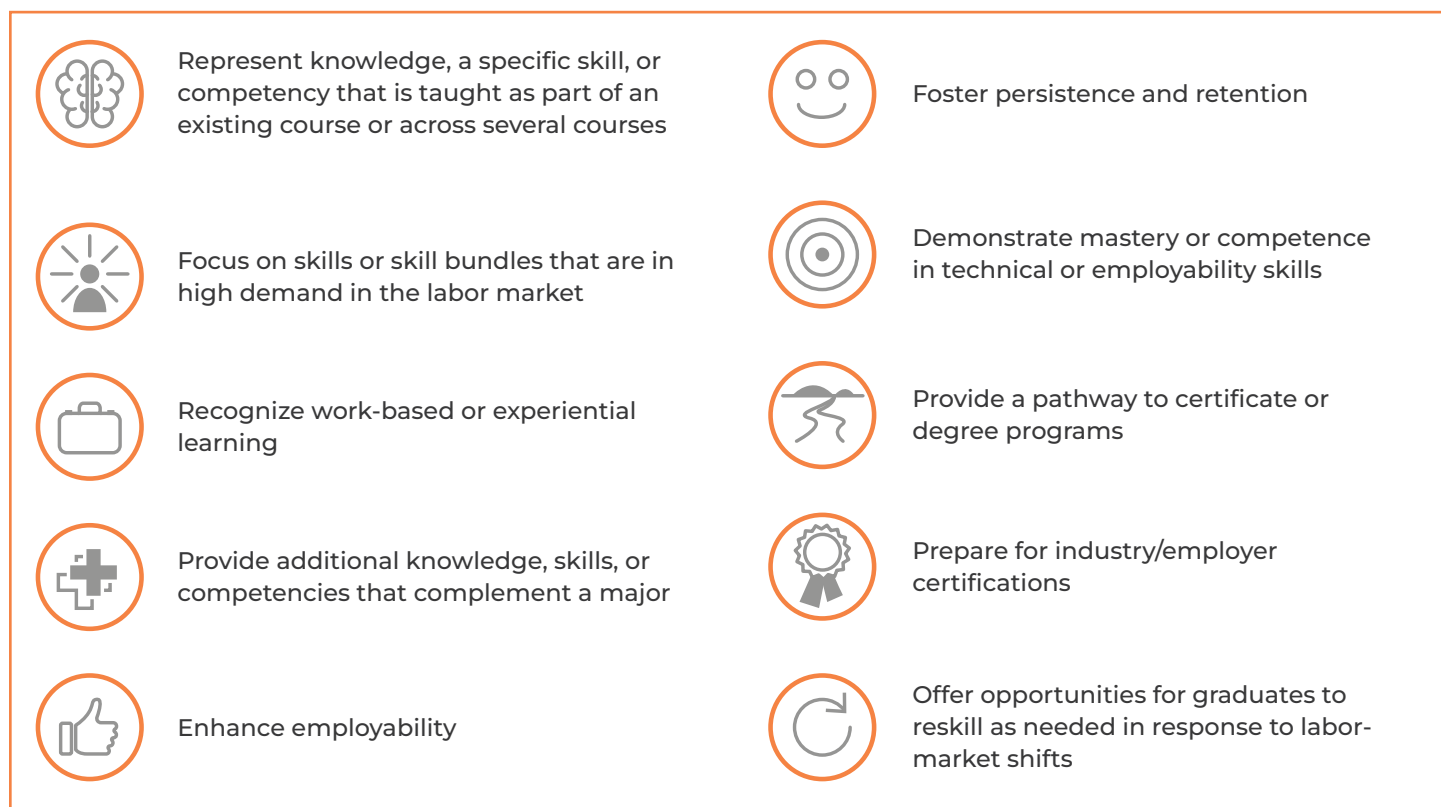 Represent knowledge, a specific skill, or
competency that is taught as part of an
existing course or across several courses
Focus on skills or skill bundles that are in
high demand in the labor market
Recognize work-based or experiential
learning
Provide additional knowledge, skills, or
competencies that complement a major
Enhance employability
Foster persistence and retention
Demonstrate mastery or competence
in technical or employability skills
Provide a pathway to certificate or
degree programs
Prepare for industry/employer
certifications
Offer opportunities for graduates to
reskill as needed in response to labor-
market shifts